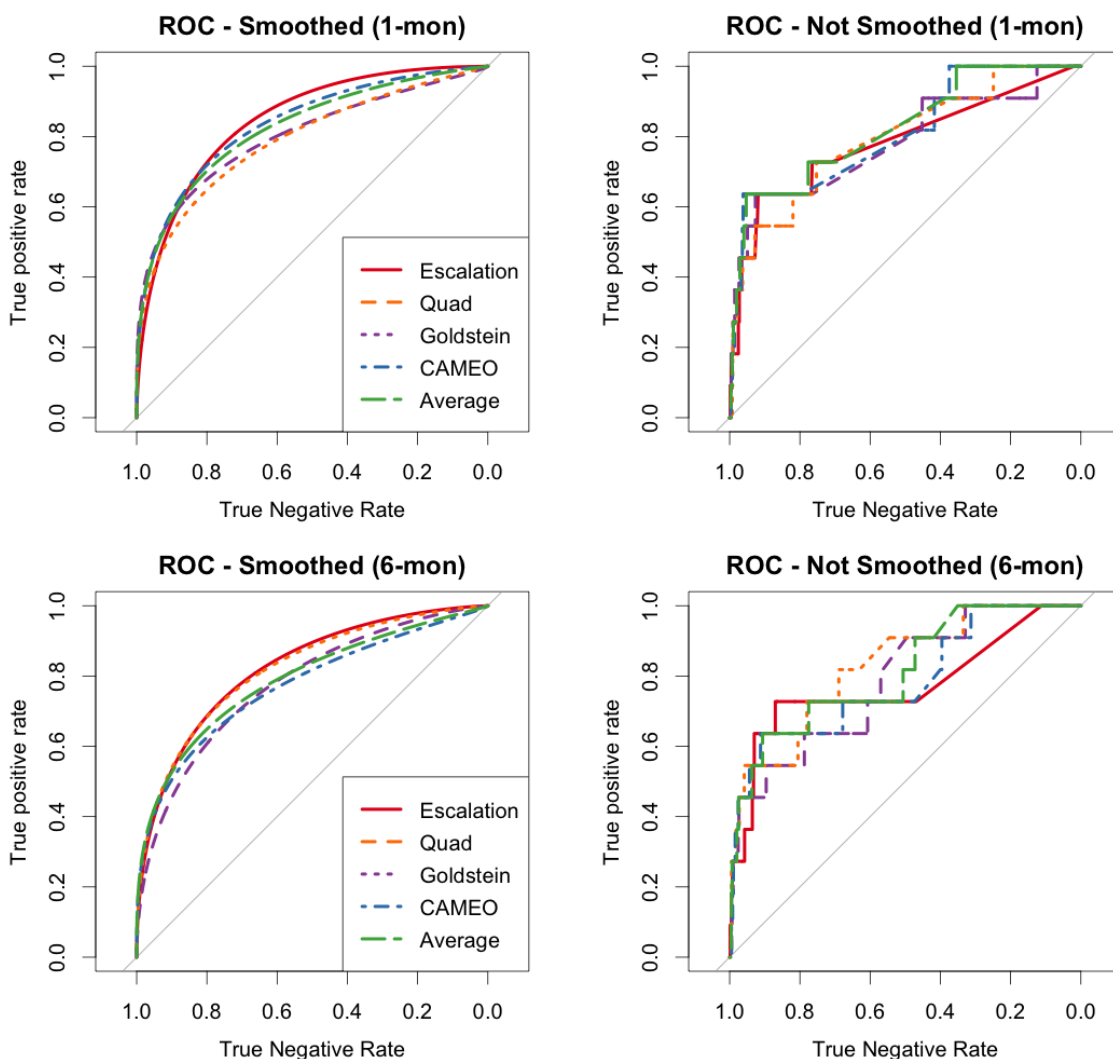 ROC - Smoothed (1-mon)
True positive rate
1.0
0.8
0.6
0.4
0.2
0.0
Escalation
Quad
Goldstein
CAMEO
Average
1.0 0.8 0.6 0.4 0.2 0.0
True Negative Rate
ROC - Not Smoothed (1-mon)
True positive rate
1.0
0.8
0.6
0.4
0.2
0.0
1.0 0.8 0.6 0.4 0.2 0.0
True Negative Rate
ROC - Smoothed (6-mon)
True positive rate
1.0
0.8
0.6
0.4
0.2
0.0
Escalation
Quad
Goldstein
CAMEO
Average
1.0 0.8 0.6 0.4 0.2 0.0
True Negative Rate
ROC - Not Smoothed (6-mon)
True positive rate
1.0
0.8
0.6
0.4
0.2
0.0
1.0 0.8 0.6 0.4 0.2 0.0
True Negative Rate